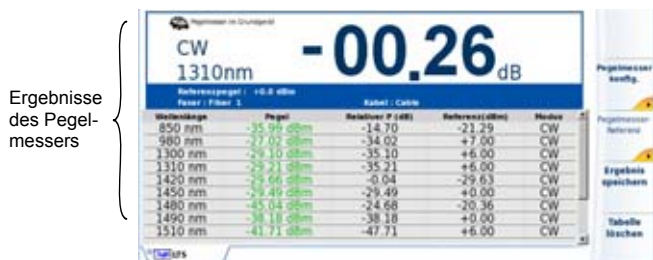 Ergebnisse
des Pegel-
messers
Pegelmesser im Grundgerät
CW
1310nm
-00.26 dB
Referenzpegel : +0.0 dBm
Faser : Fiber 1 Kabel : Cable
Wellenlänge Pegel Relativer P (dB) Referenz(dBm) Modus
850 nm -35.99 dBm -14.70 -21.29 CW
980 nm -27.02 dBm -34.02 +7.00 CW
1300 nm -29.10 dBm -35.10 +6.00 CW
1310 nm -29.21 dBm -35.21 +6.00 CW
1420 nm -29.66 dBm -0.04 -29.63 CW
1450 nm -29.49 dBm -29.49 +0.00 CW
1480 nm -45.04 dBm -24.68 -20.36 CW
1490 nm -38.18 dBm -38.18 +0.00 CW
1510 nm -41.71 dBm -47.71 +6.00 CW
LTS
Pegelmesser
konfig.
Pegelmesser
Referenz
Ergebnis
speichern
Tabelle
löschen